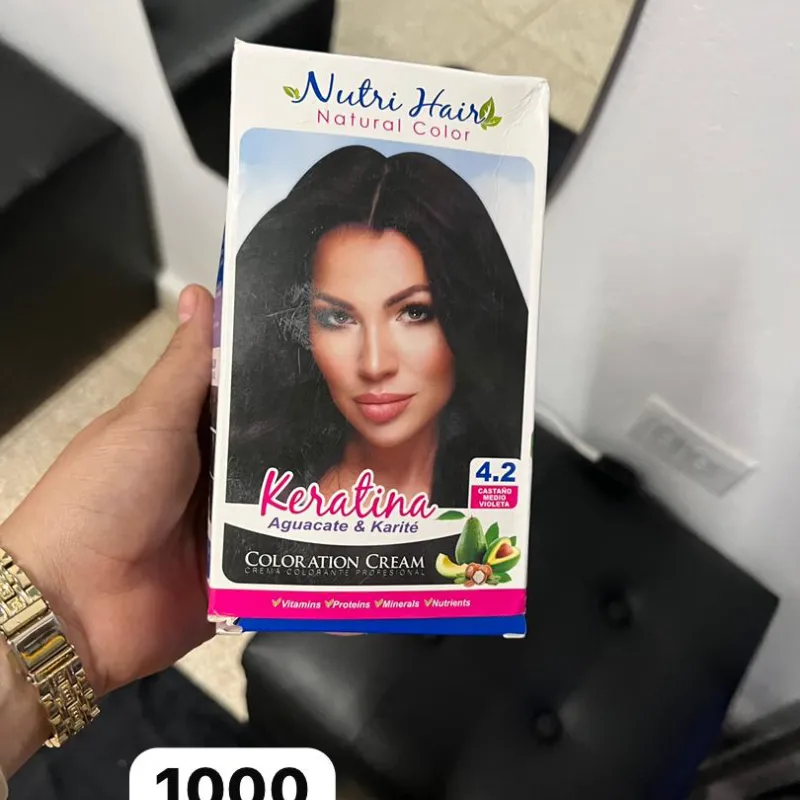 Nutri Hair
Natural Color
4.2
CASTAÑO
MEDIO
VIOLETA
Keratina
Aguacate & Karité
COLORATION CREAM
CREMA COLORANTE PROFESIONAL
Vitamins Proteins Minerals Nutrients
1000